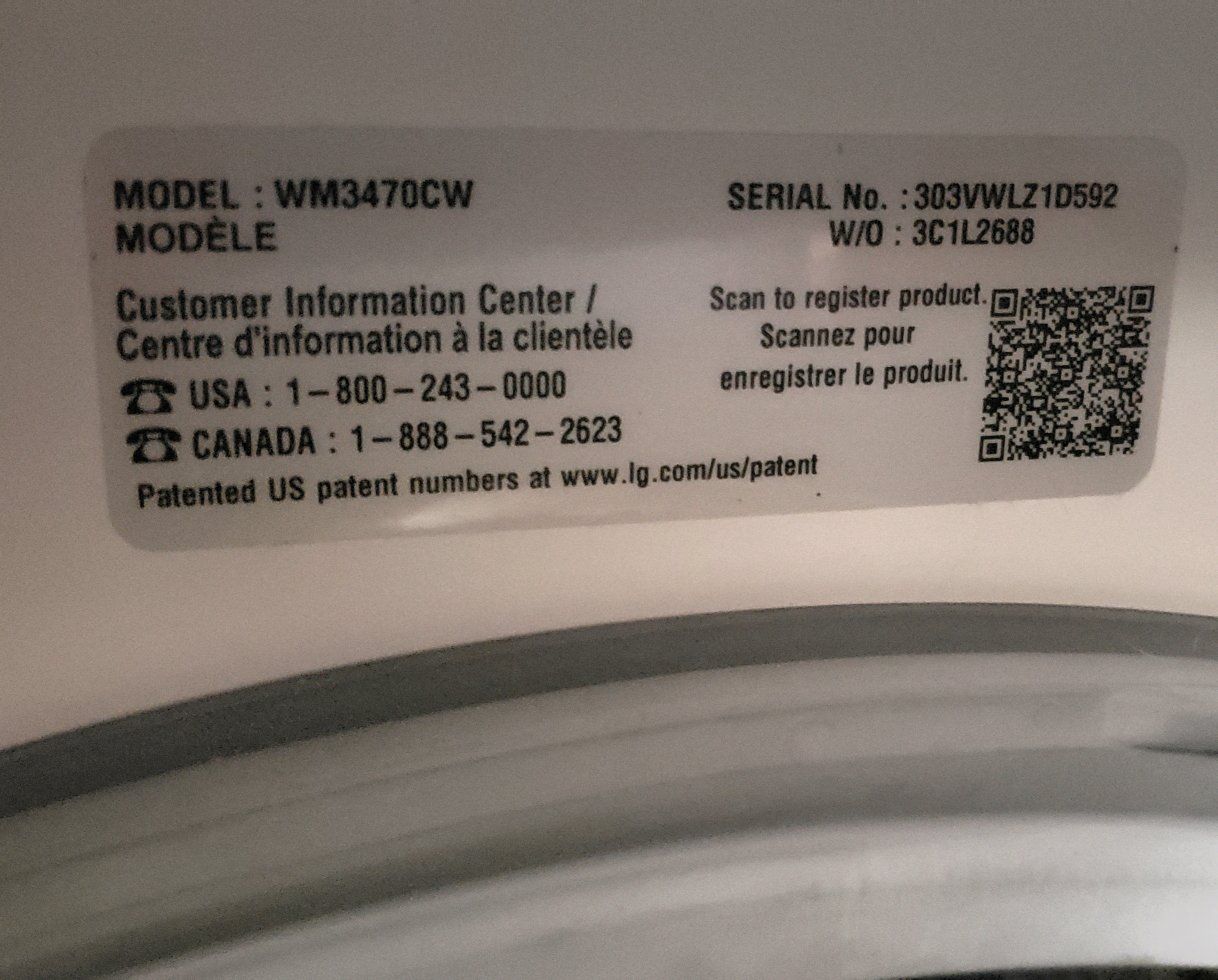 MODEL : WM3470CW
MODÈLE
SERIAL No. : 303VWLZ1D592
W/O : 3C1L2688
Customer Information Center /
Centre d'information à la clientèle
☎ USA : 1-800-243-0000
☎ CANADA : 1-888-542-2623
Patented US patent numbers at www.lg.com/us/patent
Scan to register product.
Scannez pour
enregistrer le produit.